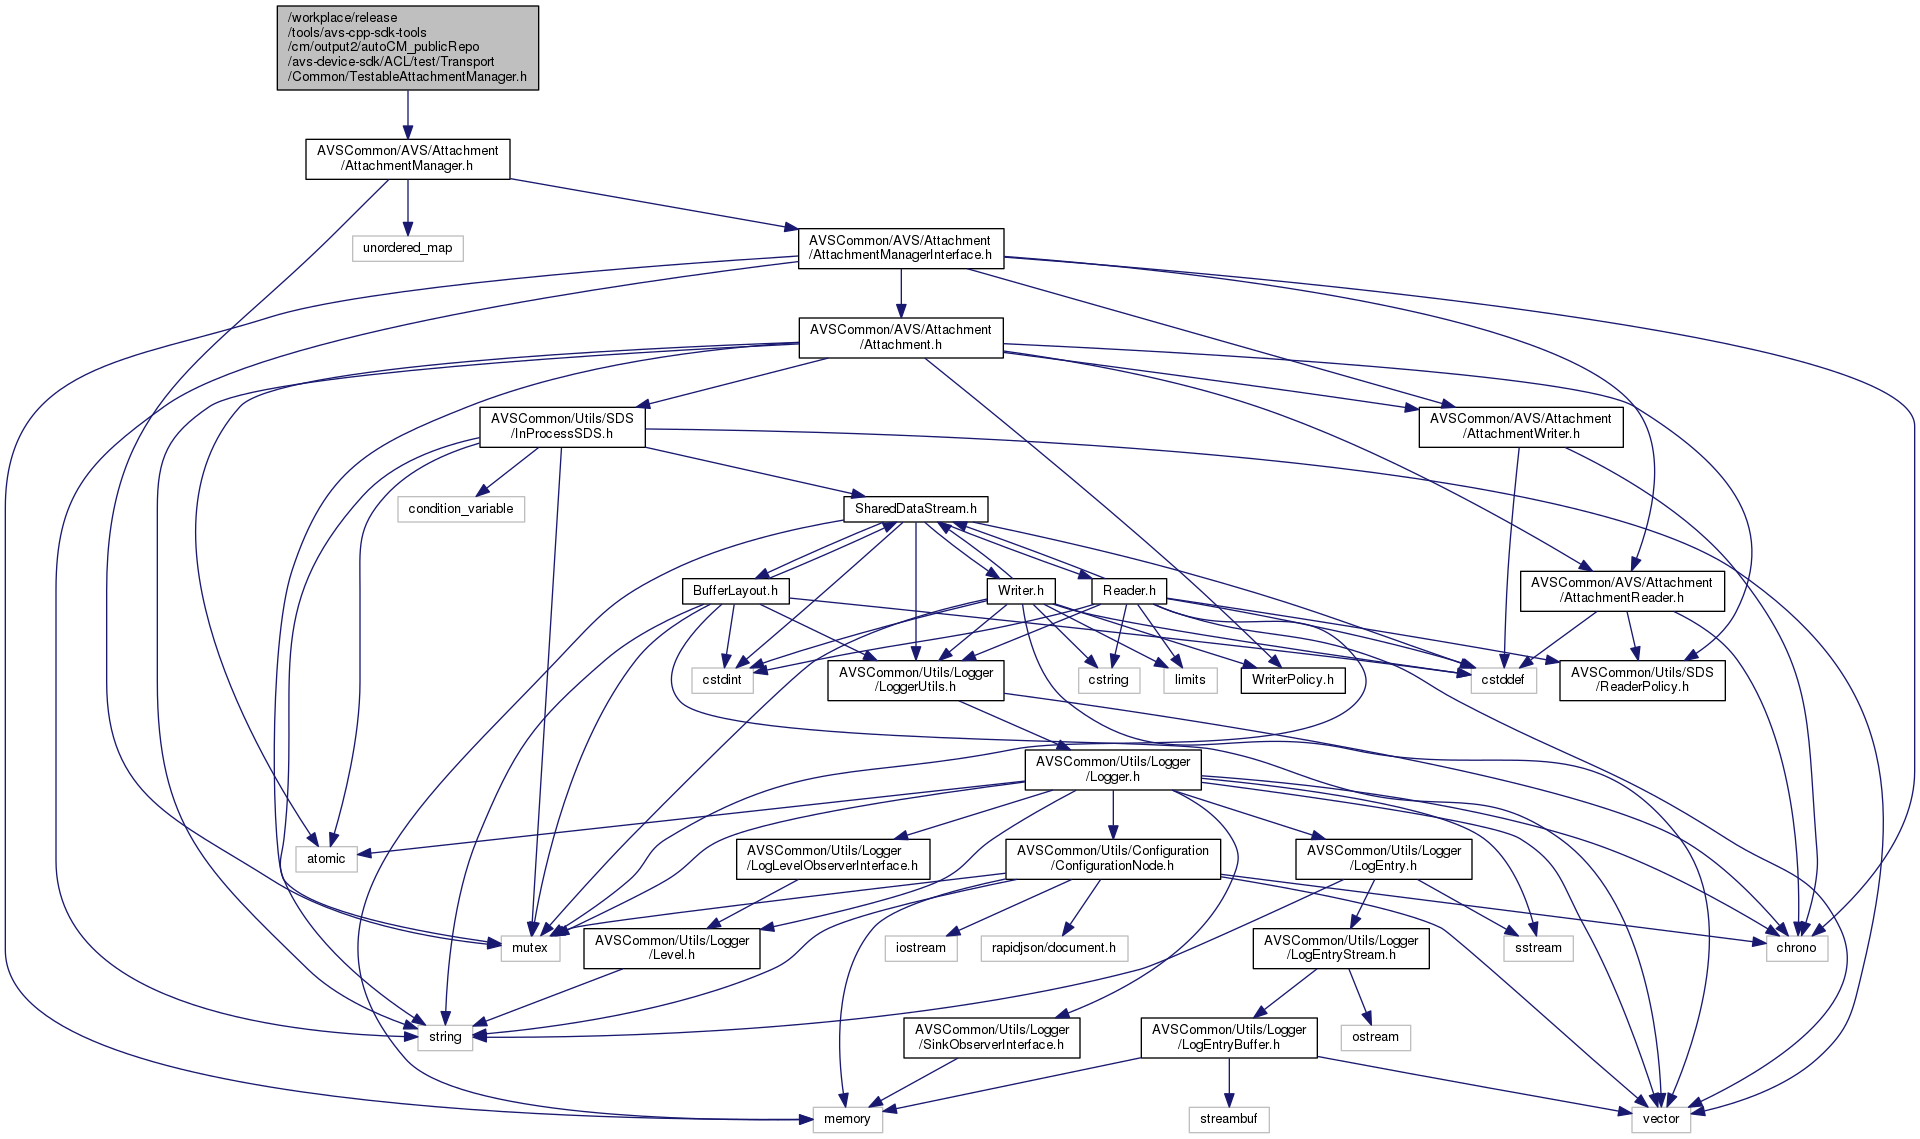 /workplace/release
/tools/avs-cpp-sdk-tools
/cm/output2/autoCM_publicRepo
/avs-device-sdk/ACL/test/Transport
/Common/TestableAttachmentManager.h
AVSCommon/AVS/Attachment
/AttachmentManager.h
unordered_map
AVSCommon/AVS/Attachment
/AttachmentManagerInterface.h
AVSCommon/AVS/Attachment
/Attachment.h
AVSCommon/Utils/SDS
/InProcessSDS.h
AVSCommon/AVS/Attachment
/AttachmentWriter.h
condition_variable
SharedDataStream.h
BufferLayout.h
Writer.h
Reader.h
AVSCommon/AVS/Attachment
/AttachmentReader.h
cstdint
AVSCommon/Utils/Logger
/LoggerUtils.h
cstring
limits
WriterPolicy.h
cstddef
AVSCommon/Utils/SDS
/ReaderPolicy.h
AVSCommon/Utils/Logger
/Logger.h
atomic
AVSCommon/Utils/Logger
/LogLevelObserverInterface.h
AVSCommon/Utils/Configuration
/ConfigurationNode.h
AVSCommon/Utils/Logger
/LogEntry.h
mutex
AVSCommon/Utils/Logger
/Level.h
iostream
rapidjson/document.h
AVSCommon/Utils/Logger
/LogEntryStream.h
sstream
chrono
string
AVSCommon/Utils/Logger
/SinkObserverInterface.h
AVSCommon/Utils/Logger
/LogEntryBuffer.h
ostream
memory
streambuf
vector